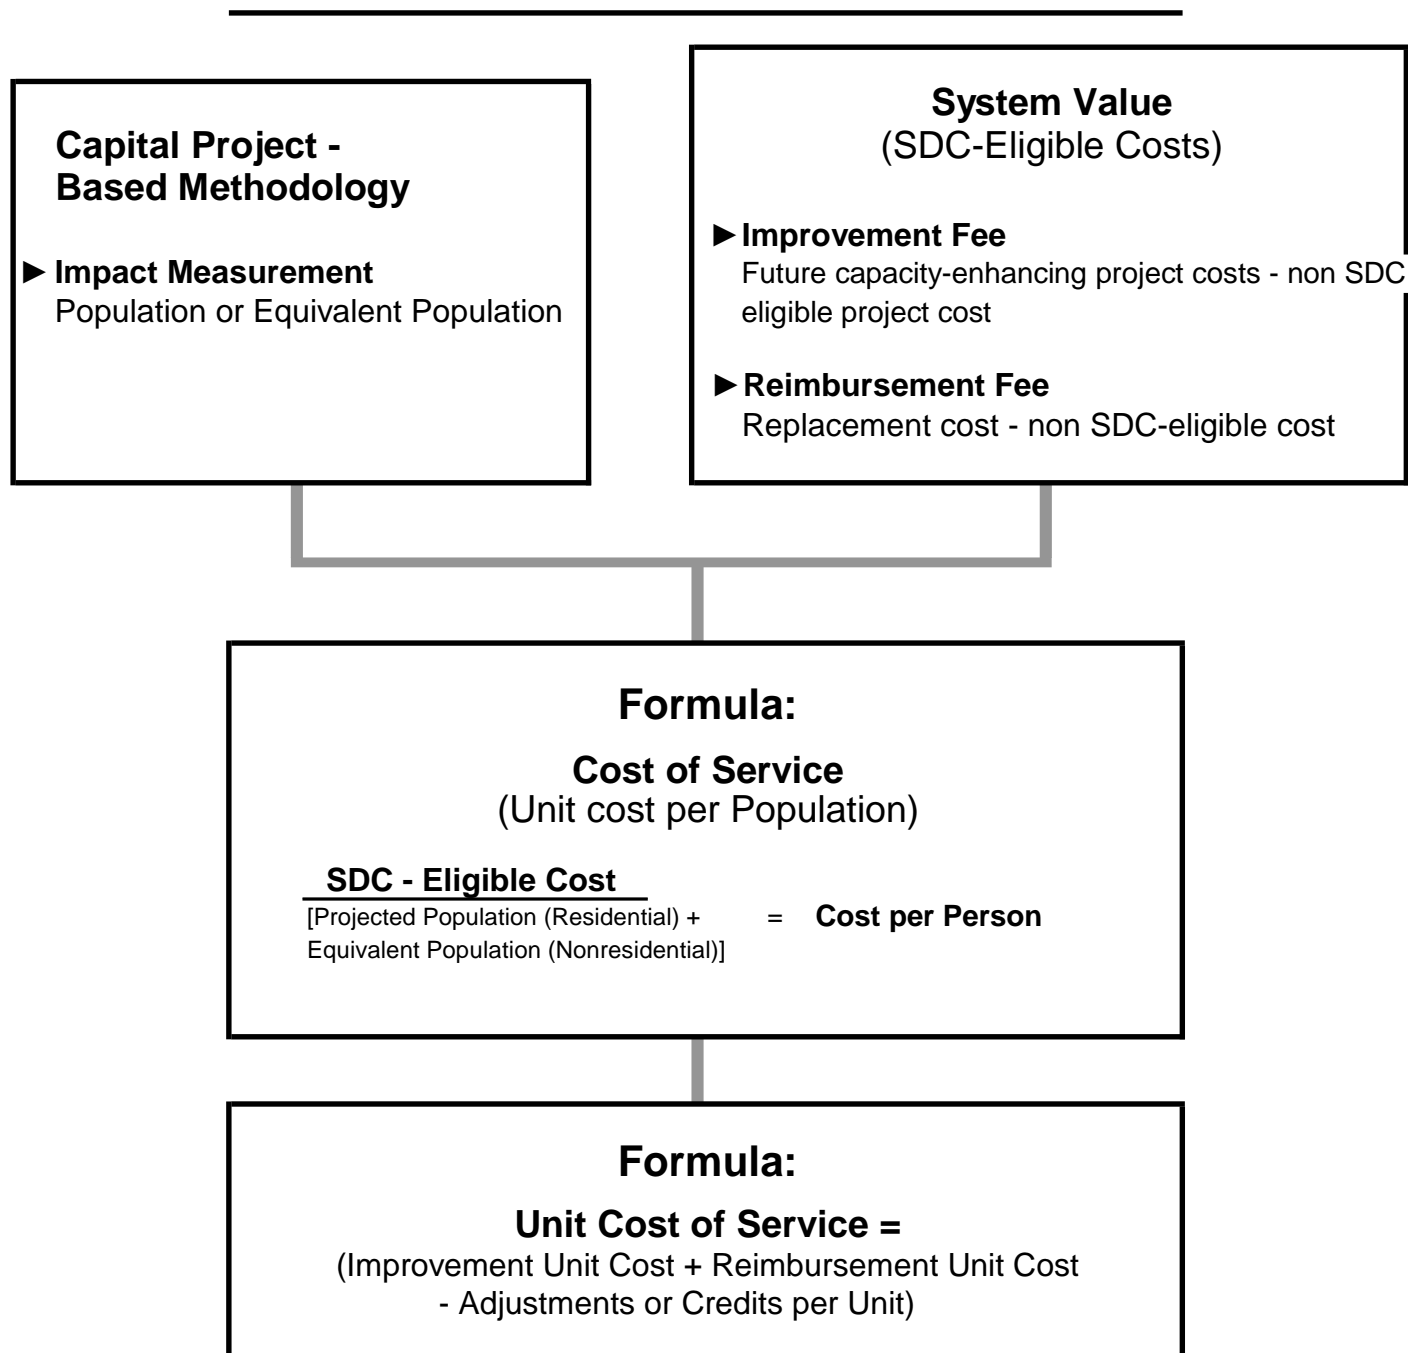 Capital Project -
Based Methodology
► Impact Measurement
Population or Equivalent Population
System Value
(SDC-Eligible Costs)
► Improvement Fee
Future capacity-enhancing project costs - non SDC
eligible project cost
► Reimbursement Fee
Replacement cost - non SDC-eligible cost
Formula:
Cost of Service
(Unit cost per Population)
SDC - Eligible Cost
[Projected Population (Residential) + = Cost per Person
Equivalent Population (Nonresidential)]
Formula:
Unit Cost of Service =
(Improvement Unit Cost + Reimbursement Unit Cost
- Adjustments or Credits per Unit)